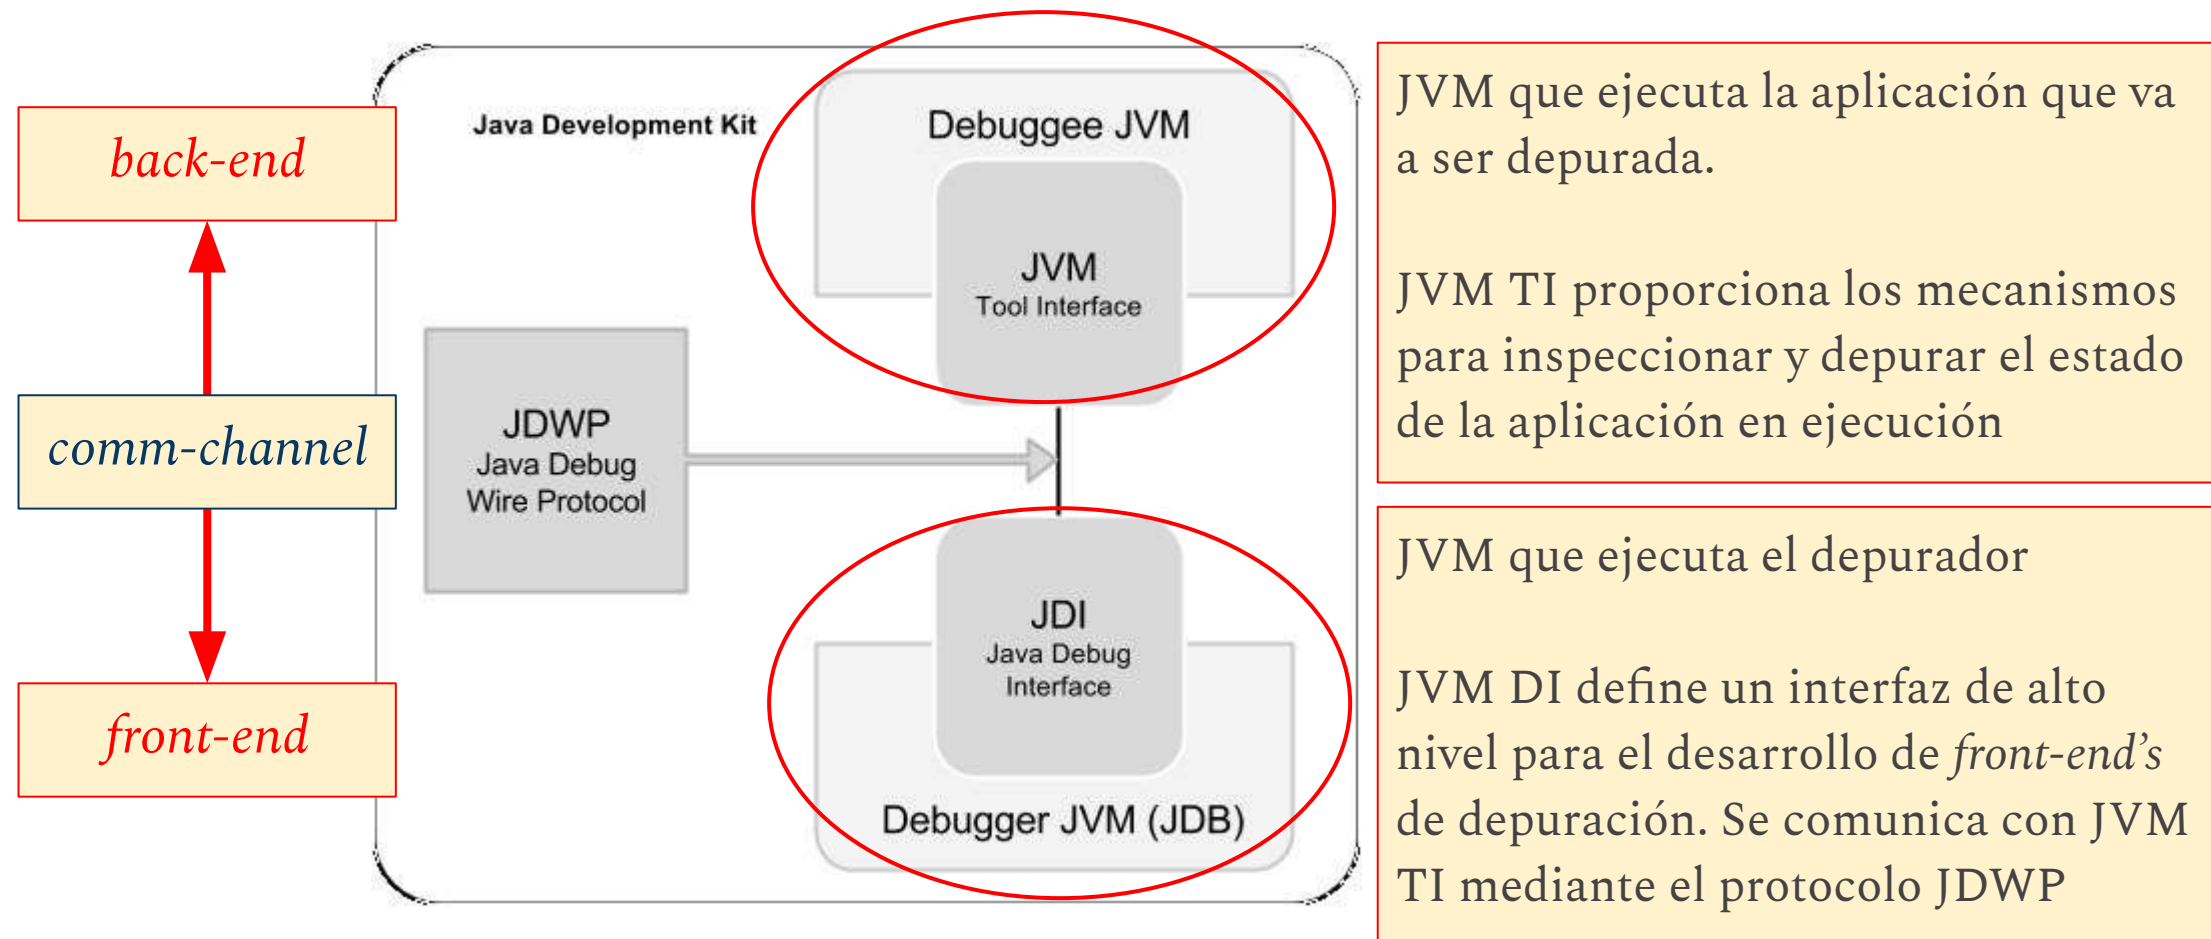 back-end
comm-channel
front-end
Java Development Kit
Debuggee JVM
JVM
Tool Interface
JDWP
Java Debug
Wire Protocol
JDI
Java Debug
Interface
Debugger JVM (JDB)
JVM que ejecuta la aplicación que va
a ser depurada.
JVM TI proporciona los mecanismos
para inspeccionar y depurar el estado
de la aplicación en ejecución
JVM que ejecuta el depurador
JVM DI define un interfaz de alto
nivel para el desarrollo de front-end’s
de depuración. Se comunica con JVM
TI mediante el protocolo JDWP